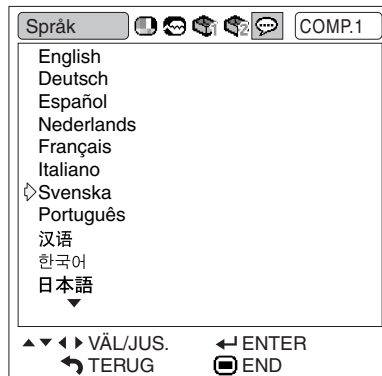 Språk COMP.1
English
Deutsch
Español
Nederlands
Français
Italiano
Svenska
Português
汉语
한국어
日本語
VÄL/JUS. ENTER
TERUG END